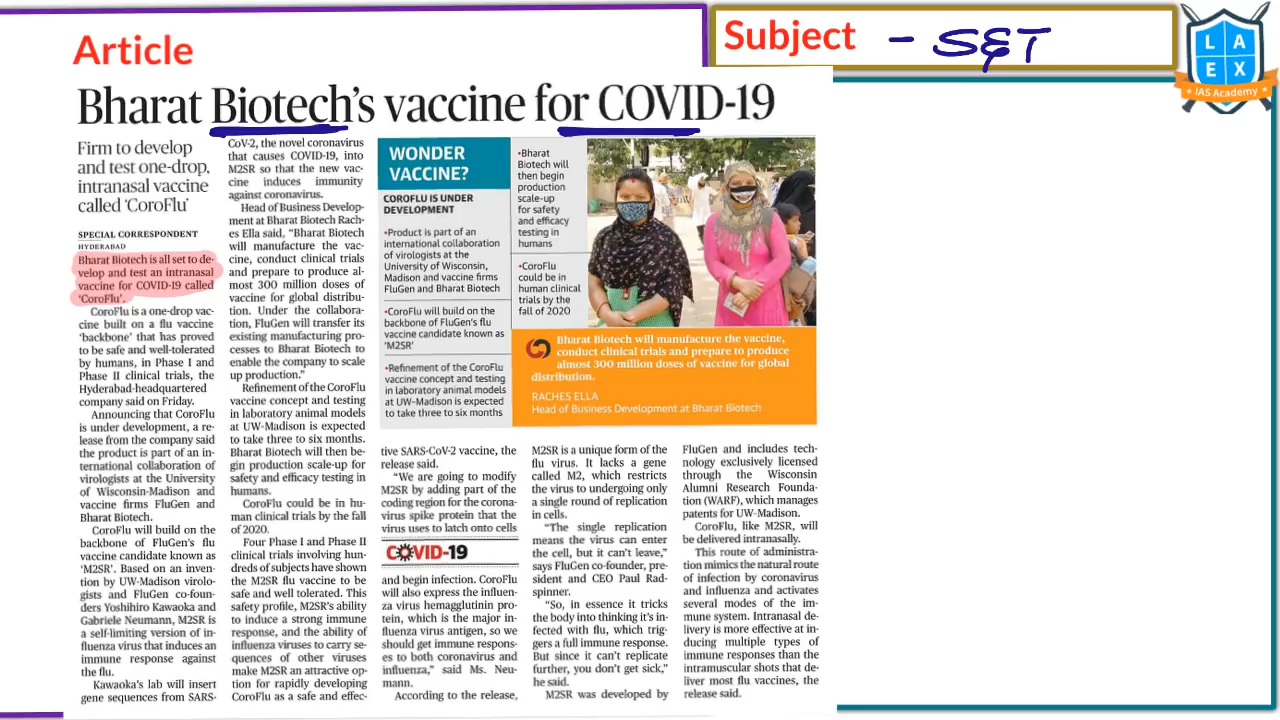 Article
Subject - S&T
L A
E X
IAS Academy
Bharat Biotech's vaccine for COVID-19
Firm to develop
and test one-drop,
intranasal vaccine
called 'CoroFlu'
SPECIAL CORRESPONDENT
HYDERABAD
Bharat Biotech is all set to de-
velop and test an intranasal
vaccine for COVID-19 called
'CoroFlu'.
CoroFlu is a one-drop vac-
cine built on a flu vaccine
'backbone' that has proved
to be safe and well-tolerated
by humans, in Phase I and
Phase II clinical trials, the
Hyderabad-headquartered
company said on Friday.
Announcing that CoroFlu
is under development, a re-
lease from the company said
the product is part of an in-
ternational collaboration of
virologists at the University
of Wisconsin-Madison and
vaccine firms FluGen and
Bharat Biotech.
CoroFlu will build on the
backbone of FluGen's flu
vaccine candidate known as
'M2SR'. Based on an inven-
tion by UW-Madison virolo-
gists and FluGen co-foun-
ders Yoshihiro Kawaoka and
Gabriele Neumann, M2SR is
a self-limiting version of in-
fluenza virus that induces an
immune response against
the flu.
Kawaoka's lab will insert
gene sequences from SARS-
CoV-2, the novel coronavirus
that causes COVID-19, into
M2SR so that the new vac-
cine induces immunity
against coronavirus.
Head of Business Develop-
ment at Bharat Biotech Rach-
es Ella said, "Bharat Biotech
will manufacture the vac-
cine, conduct clinical trials
and prepare to produce al-
most 300 million doses of
vaccine for global distribu-
tion. Under the collabora-
tion, FluGen will transfer its
existing manufacturing pro-
cesses to Bharat Biotech to
enable the company to scale
up production."
Refinement of the CoroFlu
vaccine concept and testing
in laboratory animal models
at UW-Madison is expected
to take three to six months.
Bharat Biotech will then be-
gin production scale-up for
safety and efficacy testing in
humans.
CoroFlu could be in hu-
man clinical trials by the fall
of 2020.
Four Phase I and Phase II
clinical trials involving hun-
dreds of subjects have shown
the M2SR flu vaccine to be
safe and well tolerated. This
safety profile, M2SR's ability
to induce a strong immune
response, and the ability of
influenza viruses to carry se-
quences of other viruses
make M2SR an attractive op-
tion for rapidly developing
CoroFlu as a safe and effec-
WONDER
VACCINE?
COROFLU IS UNDER
DEVELOPMENT
•Product is part of an
international collaboration
of virologists at the
University of Wisconsin,
Madison and vaccine firms
FluGen and Bharat Biotech
•CoroFlu will build on the
backbone of FluGen's flu
vaccine candidate known as
'M2SR'
•Refinement of the CoroFlu
vaccine concept and testing
in laboratory animal models
at UW-Madison is expected
to take three to six months
•Bharat
Biotech will
then begin
production
scale-up
for safety
and efficacy
testing in
humans
•CoroFlu
could be in
human clinical
trials by the
fall of 2020
Bharat Biotech will manufacture the vaccine,
conduct clinical trials and prepare to produce
almost 300 million doses of vaccine for global
distribution.
RACHES ELLA
Head of Business Development at Bharat Biotech
tive SARS-CoV-2 vaccine, the
release said.
"We are going to modify
M2SR by adding part of the
coding region for the corona-
virus spike protein that the
virus uses to latch onto cells
COVID-19
and begin infection. CoroFlu
will also express the influen-
za virus hemagglutinin pro-
tein, which is the major in-
fluenza virus antigen, so we
should get immune respons-
es to both coronavirus and
influenza," said Ms. Neu-
mann.
According to the release,
M2SR is a unique form of the
flu virus. It lacks a gene
called M2, which restricts
the virus to undergoing only
a single round of replication
in cells.
"The single replication
means the virus can enter
the cell, but it can't leave,"
says FluGen co-founder, pre-
sident and CEO Paul Rad-
spinner.
"So, in essence it tricks
the body into thinking it's in-
fected with flu, which trig-
gers a full immune response.
But since it can't replicate
further, you don't get sick,"
he said.
M2SR was developed by
FluGen and includes tech-
nology exclusively licensed
through the Wisconsin
Alumni Research Founda-
tion (WARF), which manages
patents for UW-Madison.
CoroFlu, like M2SR, will
be delivered intranasally.
This route of administra-
tion mimics the natural route
of infection by coronavirus
and influenza and activates
several modes of the im-
mune system. Intranasal de-
livery is more effective at in-
ducing multiple types of
immune responses than the
intramuscular shots that de-
liver most flu vaccines, the
release said.